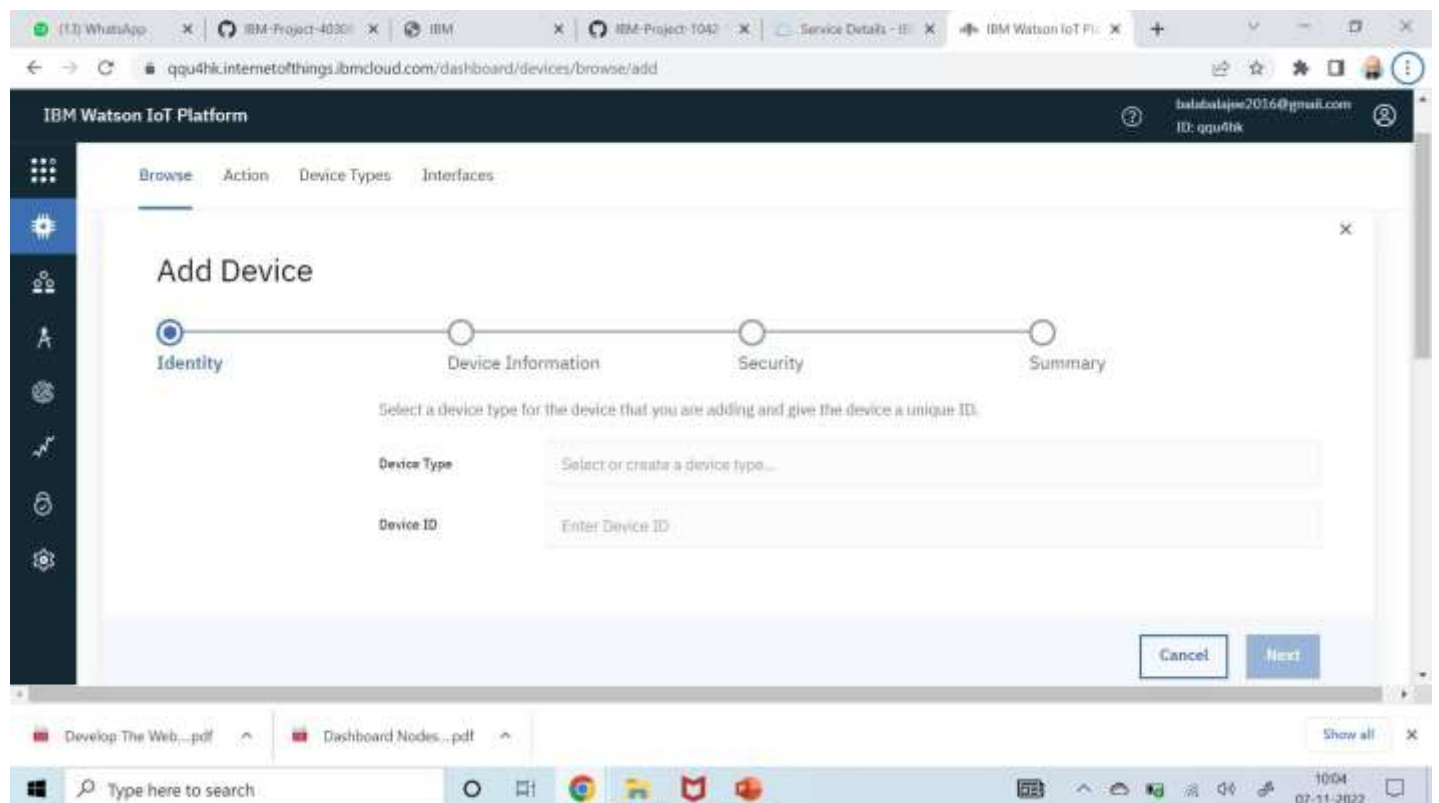 (13) WhatsApp
IBM-Project-4030
IBM
IBM-Project-1042
Service Details - IB
IBM Watson IoT Pl
qqu4hk.internetofthings.ibmcloud.com/dashboard/devices/browse/add
IBM Watson IoT Platform
balabalajee2016@gmail.com
ID: qqu4hk
Browse Action Device Types Interfaces
Add Device
Identity Device Information Security Summary
Select a device type for the device that you are adding and give the device a unique ID.
Device Type Select or create a device type...
Device ID Enter Device ID
Cancel Next
Develop The Web....pdf Dashboard Nodes...pdf Show all
Type here to search
10:04
07-11-2022